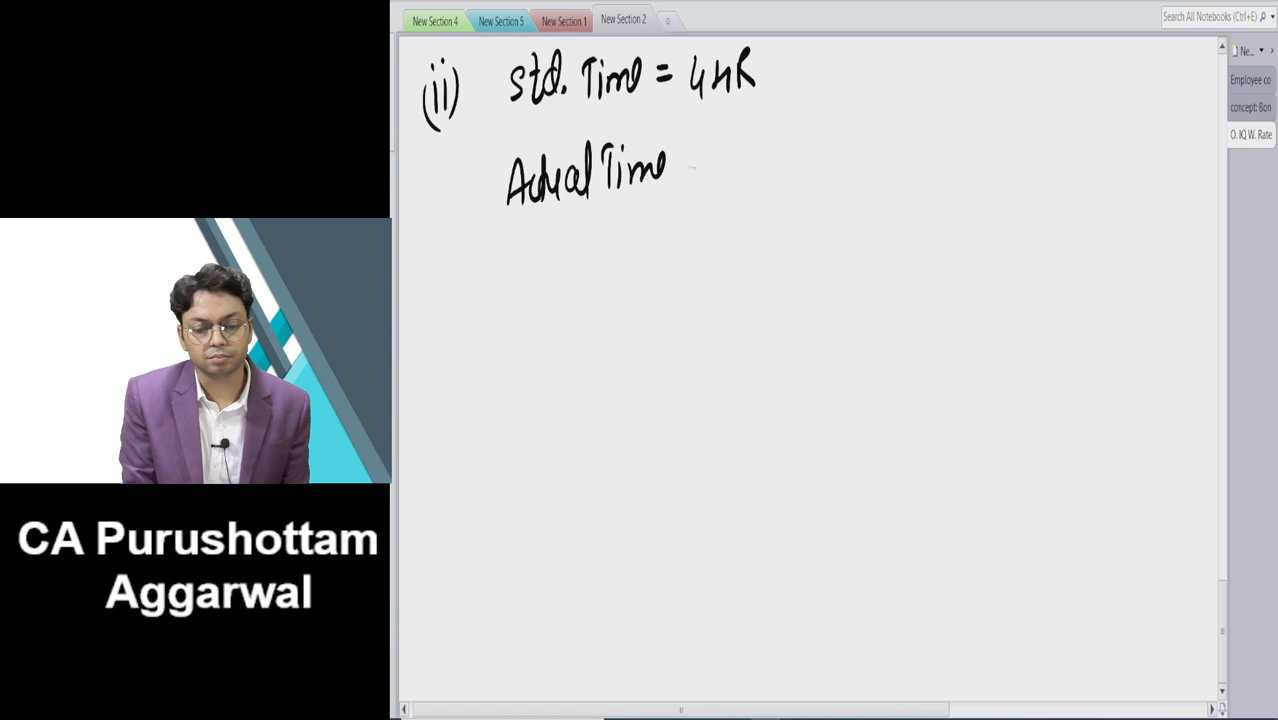 New Section 4
New Section 5
New Section 1
New Section 2
Search All Notebooks (Ctrl+E)
Ne...
Employee co
concept: Bon
O. IQ W. Rate
(ii) Std. Time = 4 HR
Actual Time
CA Purushottam
Aggarwal